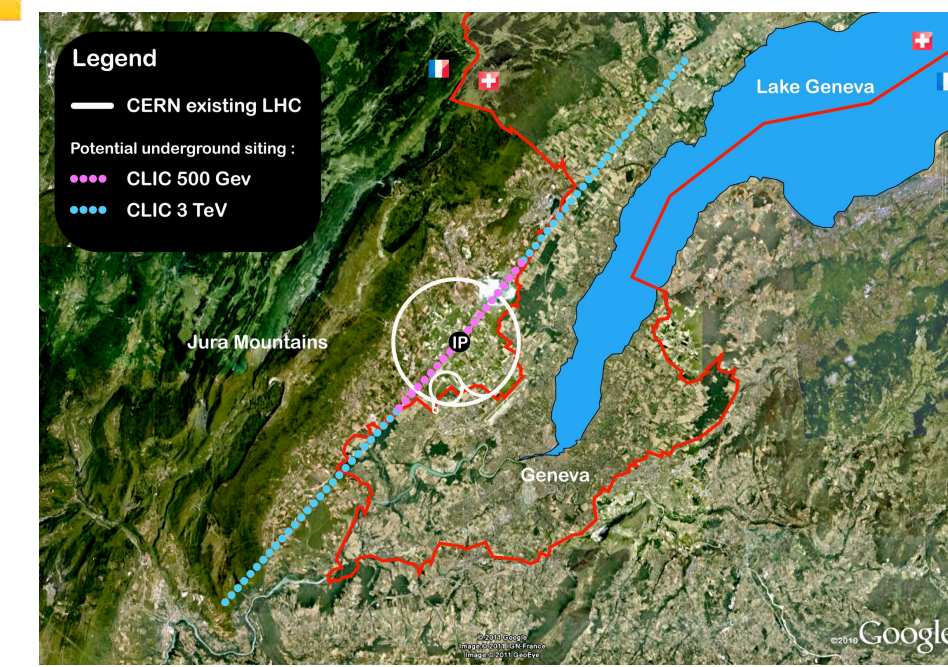 Legend
CERN existing LHC
Potential underground siting :
CLIC 500 Gev
CLIC 3 TeV
Lake Geneva
Jura Mountains
IP
Geneva
© 2011 Google
Image © 2011 IGN-France
Image © 2011 GeoEye
©2010 Google